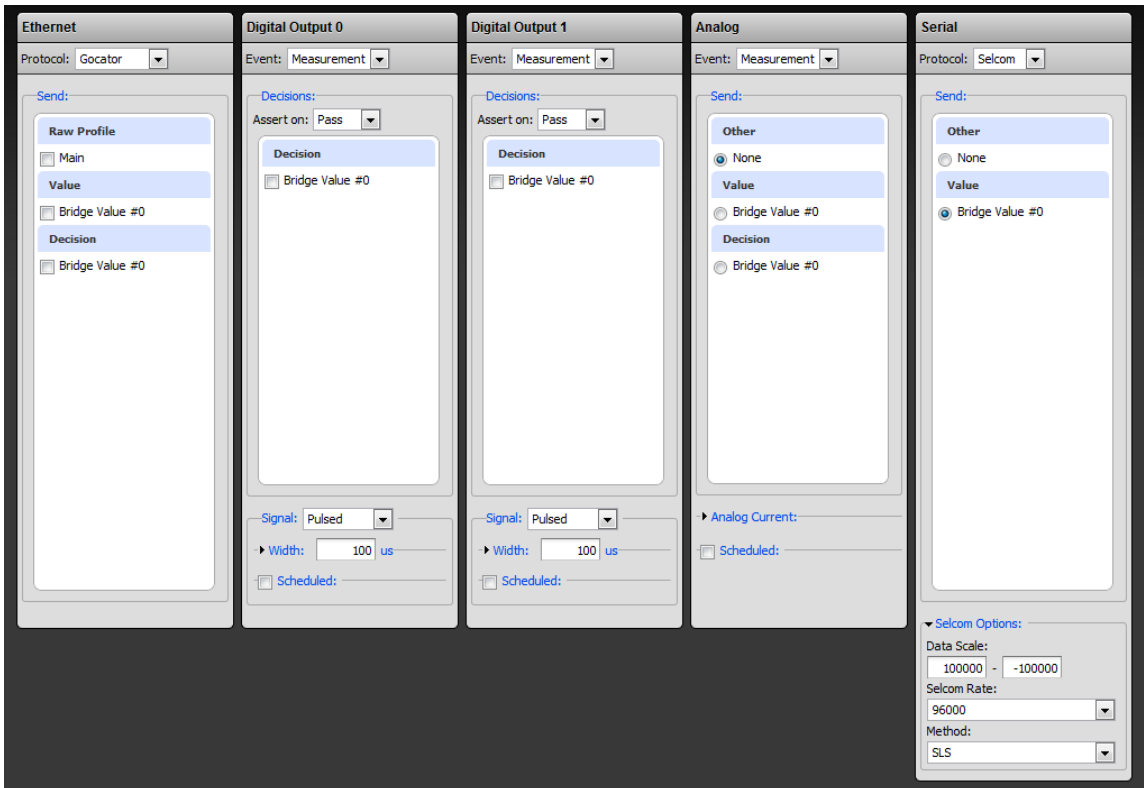 Ethernet
Protocol: Gocator
Send:
Raw Profile
Main
Value
Bridge Value #0
Decision
Bridge Value #0
Digital Output 0
Event: Measurement
Decisions:
Assert on: Pass
Decision
Bridge Value #0
Signal: Pulsed
Width: 100 us
Scheduled:
Digital Output 1
Event: Measurement
Decisions:
Assert on: Pass
Decision
Bridge Value #0
Signal: Pulsed
Width: 100 us
Scheduled:
Analog
Event: Measurement
Send:
Other
None
Value
Bridge Value #0
Decision
Bridge Value #0
Analog Current:
Scheduled:
Serial
Protocol: Selcom
Send:
Other
None
Value
Bridge Value #0
Selcom Options:
Data Scale:
100000 - -100000
Selcom Rate:
96000
Method:
SLS